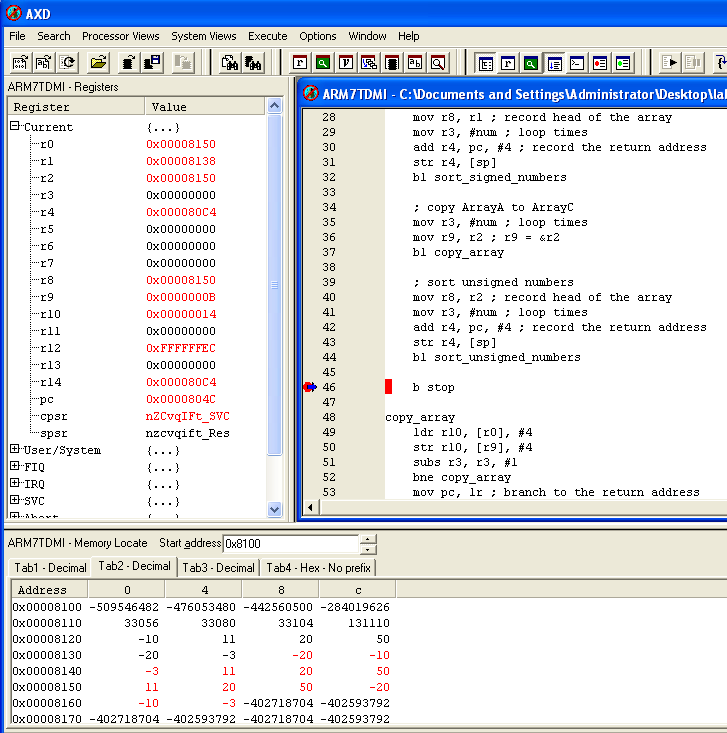 AXD
File Search Processor Views System Views Execute Options Window Help
ARM7TDMI - Registers
Register Value
Current {...}
r0 0x00008150
r1 0x00008138
r2 0x00008150
r3 0x00000000
r4 0x000080C4
r5 0x00000000
r6 0x00000000
r7 0x00000000
r8 0x00008150
r9 0x0000000B
r10 0x00000014
r11 0x00000000
r12 0xFFFFFFEC
r13 0x00000000
r14 0x000080C4
pc 0x0000804C
cpsr nZCvqIFt_SVC
spsr nzcvqift_Res
User/System {...}
FIQ {...}
IRQ {...}
SVC {...}
Abort {...}
ARM7TDMI - C:\Documents and Settings\Administrator\Desktop\la
28 mov r8, r1 ; record head of the array
29 mov r3, #num ; loop times
30 add r4, pc, #4 ; record the return address
31 str r4, [sp]
32 bl sort_signed_numbers
33
34 ; copy ArrayA to ArrayC
35 mov r3, #num ; loop times
36 mov r9, r2 ; r9 = &r2
37 bl copy_array
38
39 ; sort unsigned numbers
40 mov r8, r2 ; record head of the array
41 mov r3, #num ; loop times
42 add r4, pc, #4 ; record the return address
43 str r4, [sp]
44 bl sort_unsigned_numbers
45
46 b stop
47
48 copy_array
49 ldr r10, [r0], #4
50 str r10, [r9], #4
51 subs r3, r3, #1
52 bne copy_array
53 mov pc, lr ; branch to the return address
ARM7TDMI - Memory Locate Start address 0x8100
Tab1 - Decimal Tab2 - Decimal Tab3 - Decimal Tab4 - Hex - No prefix
Address 0 4 8 c
0x00008100 -509546482 -476053480 -442560500 -284019626
0x00008110 33056 33080 33104 131110
0x00008120 -10 11 20 50
0x00008130 -20 -3 -20 -10
0x00008140 -3 11 20 50
0x00008150 11 20 50 -20
0x00008160 -10 -3 -402718704 -402593792
0x00008170 -402718704 -402593792 -402718704 -402593792